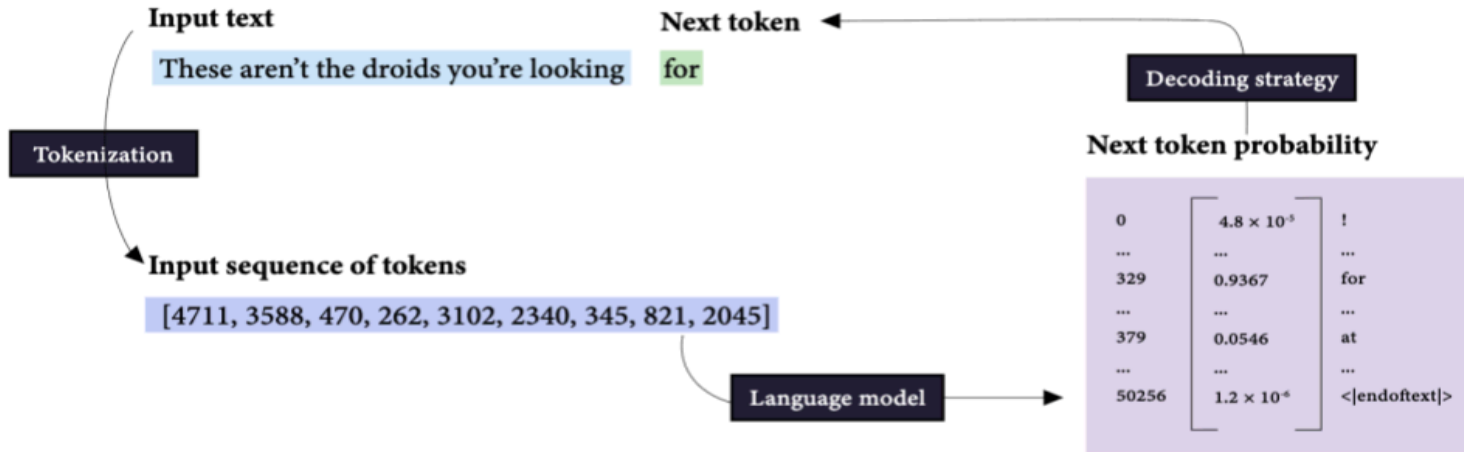 Input text
Next token
These aren't the droids you're looking
for
Decoding strategy
Tokenization
Next token probability
Input sequence of tokens
[4711, 3588, 470, 262, 3102, 2340, 345, 821, 2045]
Language model
0 4.8 × 10⁻⁵ !
... ... ...
329 0.9367 for
... ... ...
379 0.0546 at
... ... ...
50256 1.2 × 10⁻⁶ <|endoftext|>